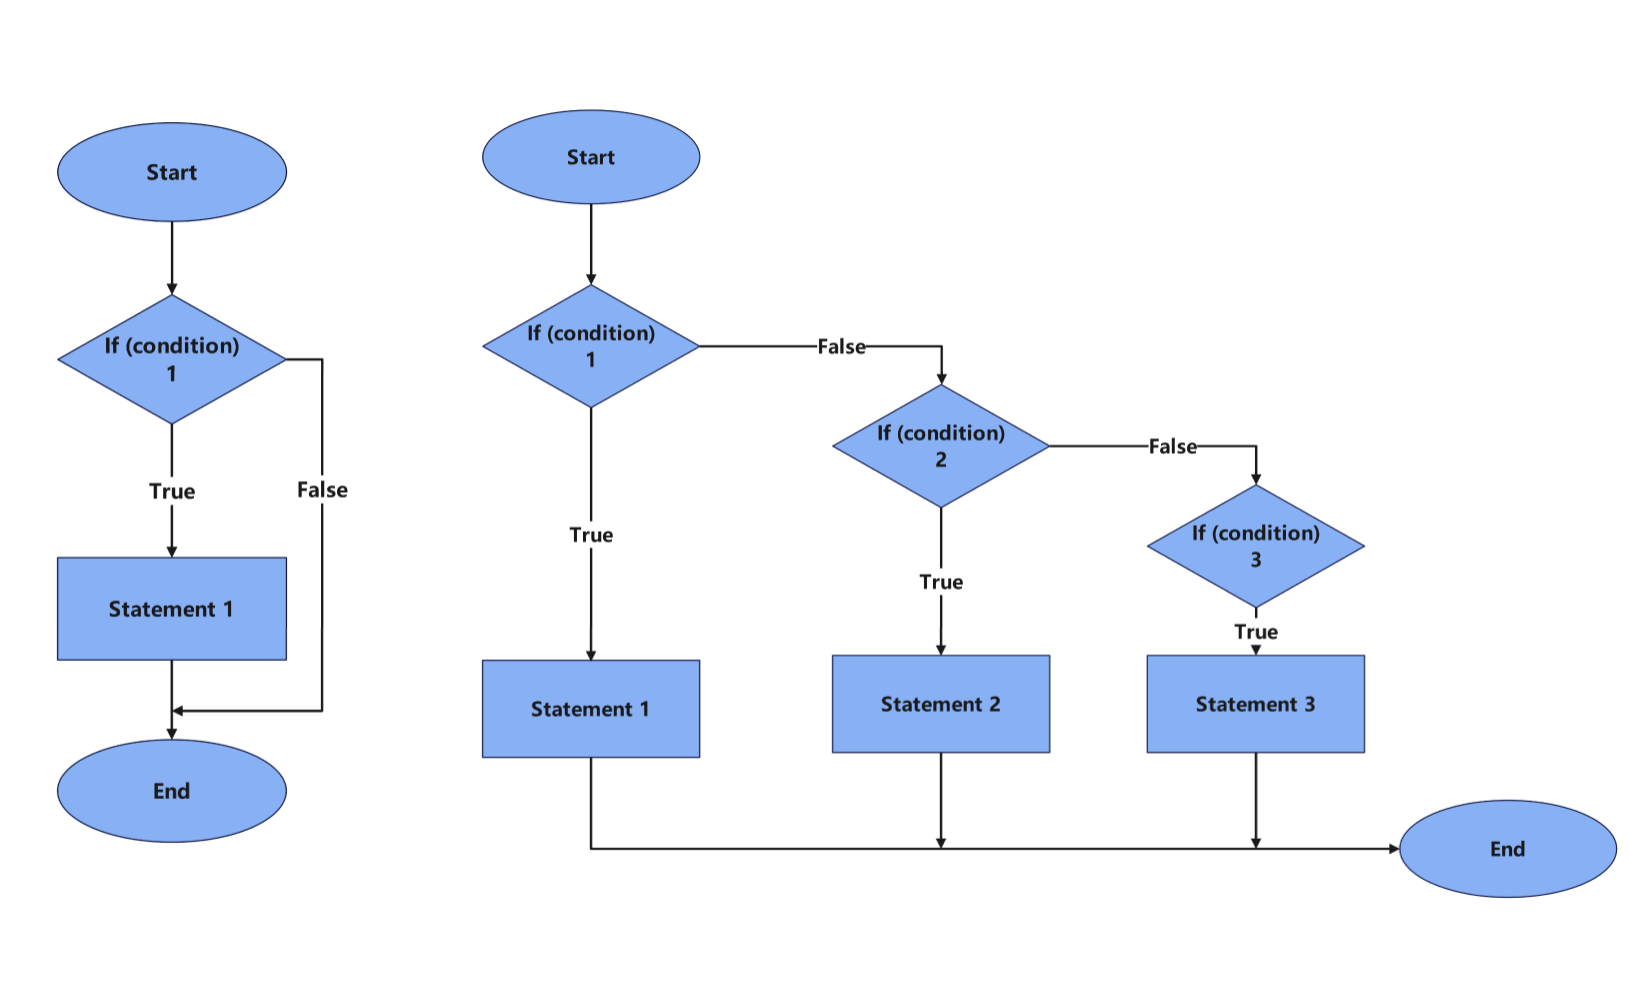 Start
If (condition)
1
True
False
Statement 1
End
Start
If (condition)
1
False
If (condition)
2
False
If (condition)
3
True
True
True
Statement 1
Statement 2
Statement 3
End